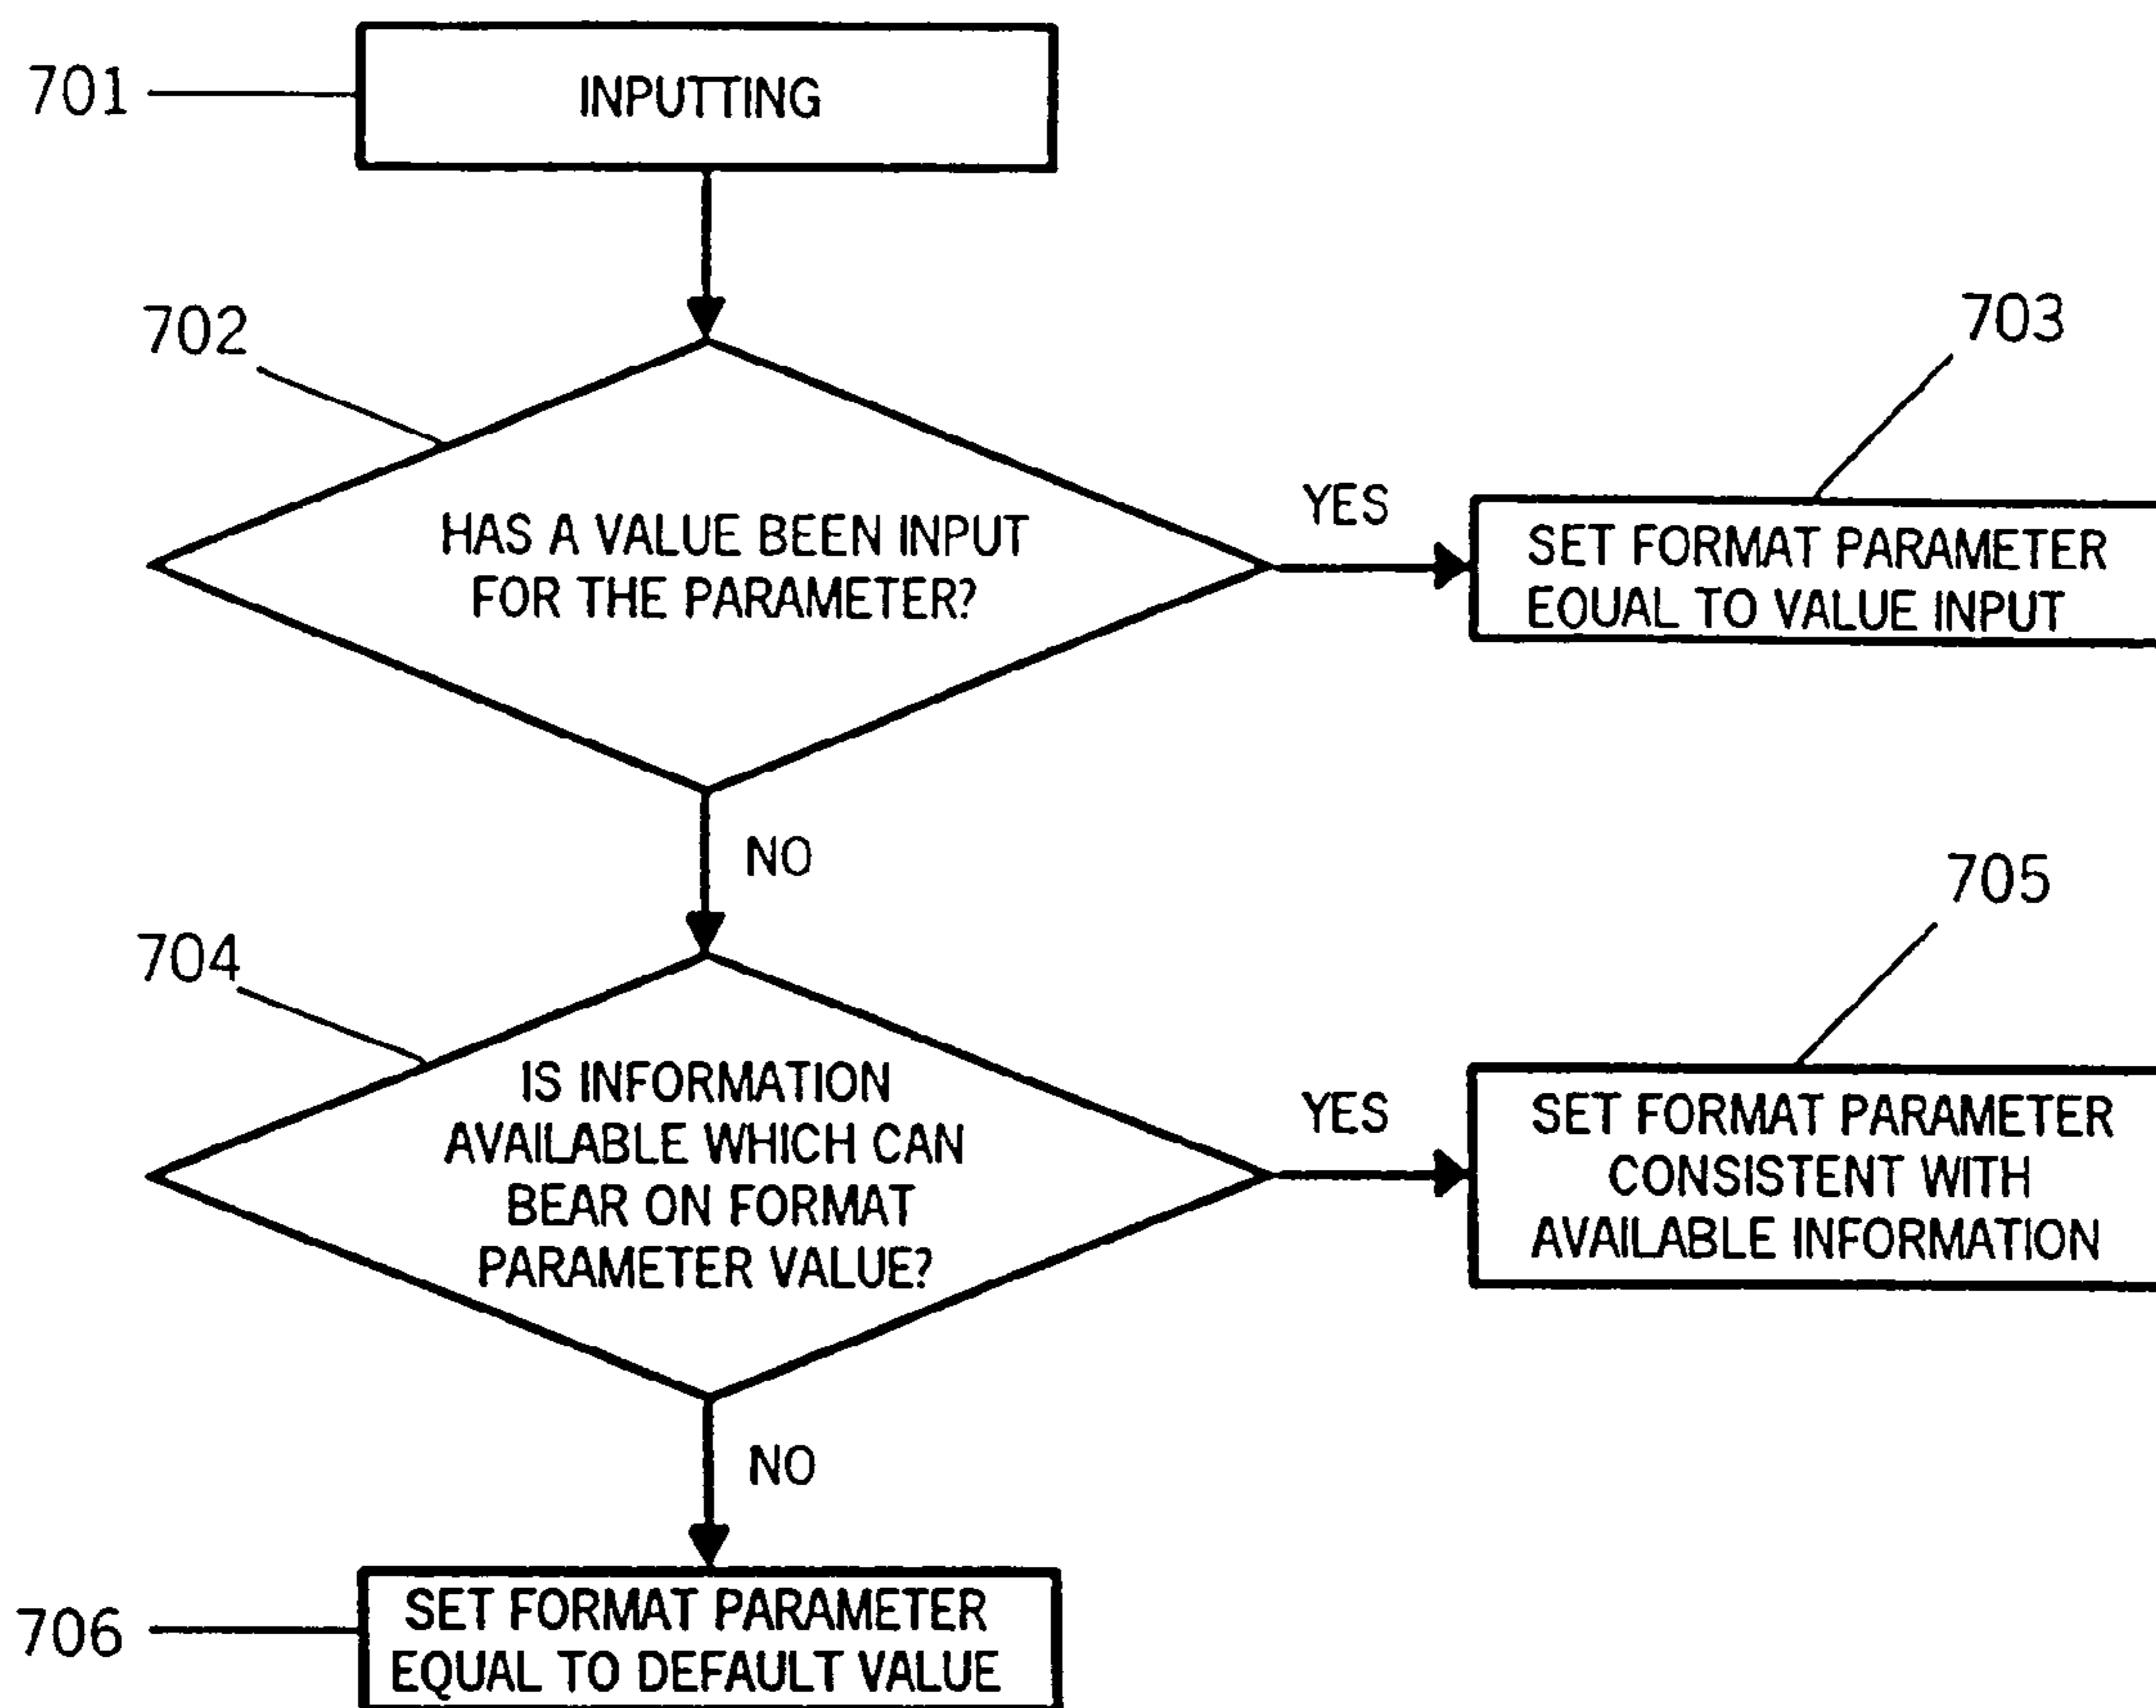 701
INPUTTING
702
703
HAS A VALUE BEEN INPUT
FOR THE PARAMETER?
YES
SET FORMAT PARAMETER
EQUAL TO VALUE INPUT
NO
704
705
IS INFORMATION
AVAILABLE WHICH CAN
BEAR ON FORMAT
PARAMETER VALUE?
YES
SET FORMAT PARAMETER
CONSISTENT WITH
AVAILABLE INFORMATION
NO
706
SET FORMAT PARAMETER
EQUAL TO DEFAULT VALUE